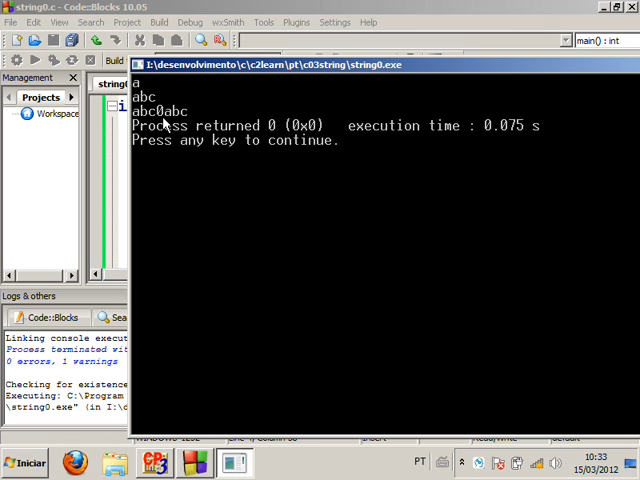 string0.c - Code::Blocks 10.05
File Edit View Search Project Build Debug wxSmith Tools Plugins Settings Help
main() : int
Build
Management
Projects
Workspace
string0
i
I:\desenvolvimento\c\c2learn\pt\c03string\string0.exe
a
abc
abc0abc
Process returned 0 (0x0) execution time : 0.075 s
Press any key to continue.
Logs & others
Code::Blocks
Sea
Linking console execut
Process terminated wit
0 errors, 1 warnings
Checking for existence
Executing: C:\Program
\string0.exe" (in I:\d
default
Iniciar
PT
10:33
15/03/2012